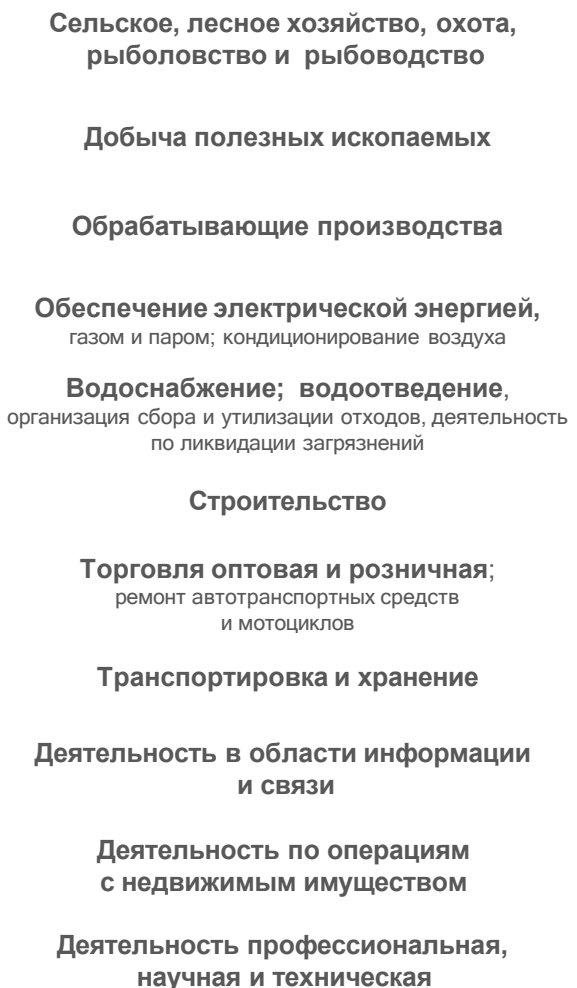 Сельское, лесное хозяйство, охота,
рыболовство и рыбоводство
Добыча полезных ископаемых
Обрабатывающие производства
Обеспечение электрической энергией,
газом и паром; кондиционирование воздуха
Водоснабжение; водоотведение,
организация сбора и утилизации отходов, деятельность
по ликвидации загрязнений
Строительство
Торговля оптовая и розничная;
ремонт автотранспортных средств
и мотоциклов
Транспортировка и хранение
Деятельность в области информации
и связи
Деятельность по операциям
с недвижимым имуществом
Деятельность профессиональная,
научная и техническая